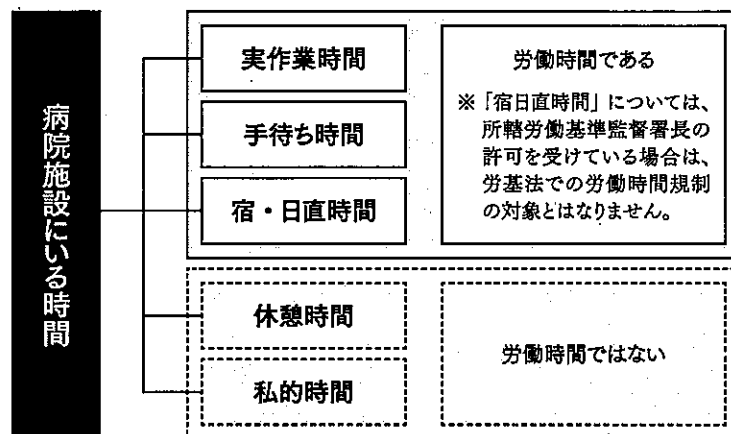 病院施設にいる時間
実作業時間
手待ち時間
宿・日直時間
労働時間である
※「宿日直時間」については、
所轄労働基準監督署長の
許可を受けている場合は、
労基法での労働時間規制
の対象とはなりません。
休憩時間
私的時間
労働時間ではない